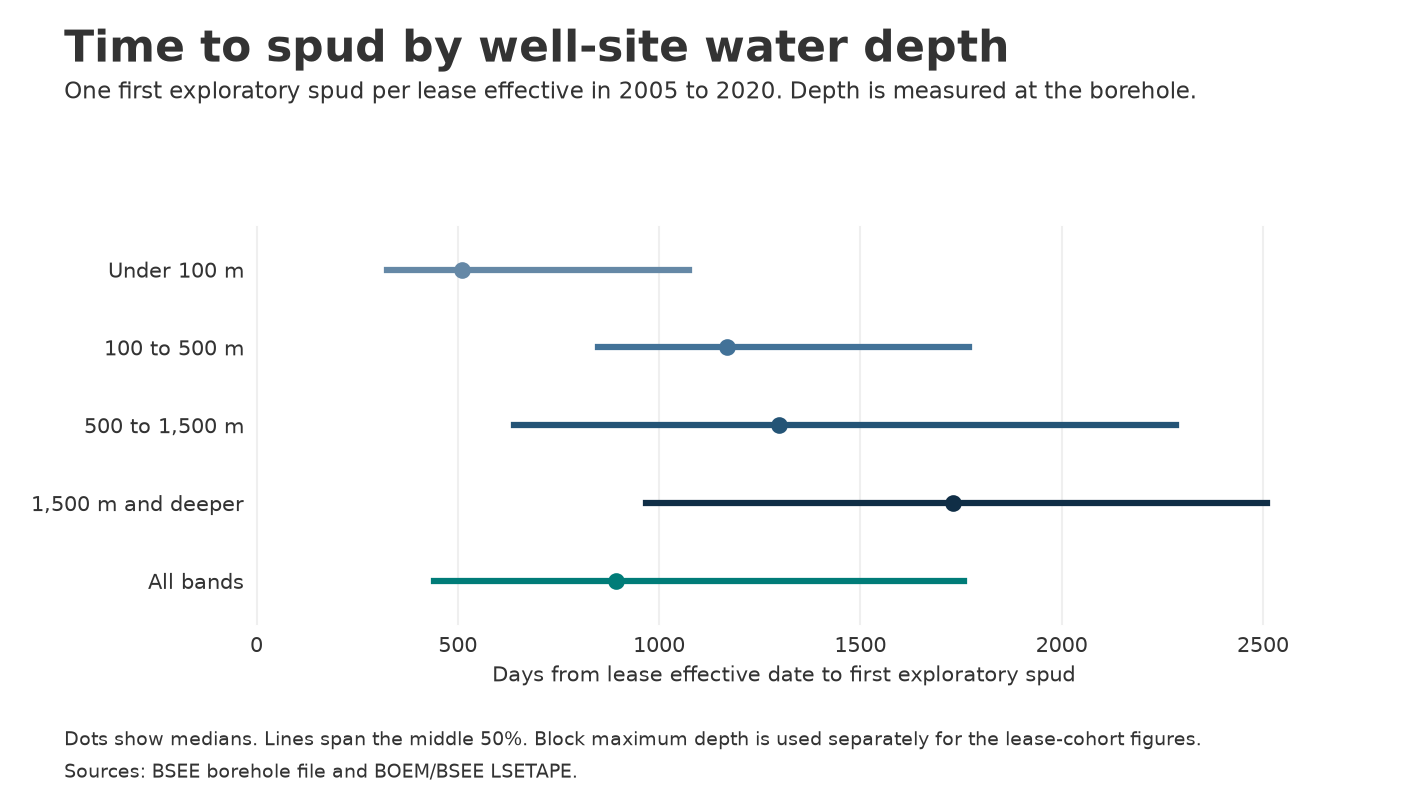 Time to spud by well-site water depth
One first exploratory spud per lease effective in 2005 to 2020. Depth is measured at the borehole.
Under 100 m
100 to 500 m
500 to 1,500 m
1,500 m and deeper
All bands
0 500 1000 1500 2000 2500
Days from lease effective date to first exploratory spud
Dots show medians. Lines span the middle 50%. Block maximum depth is used separately for the lease-cohort figures.
Sources: BSEE borehole file and BOEM/BSEE LSETAPE.